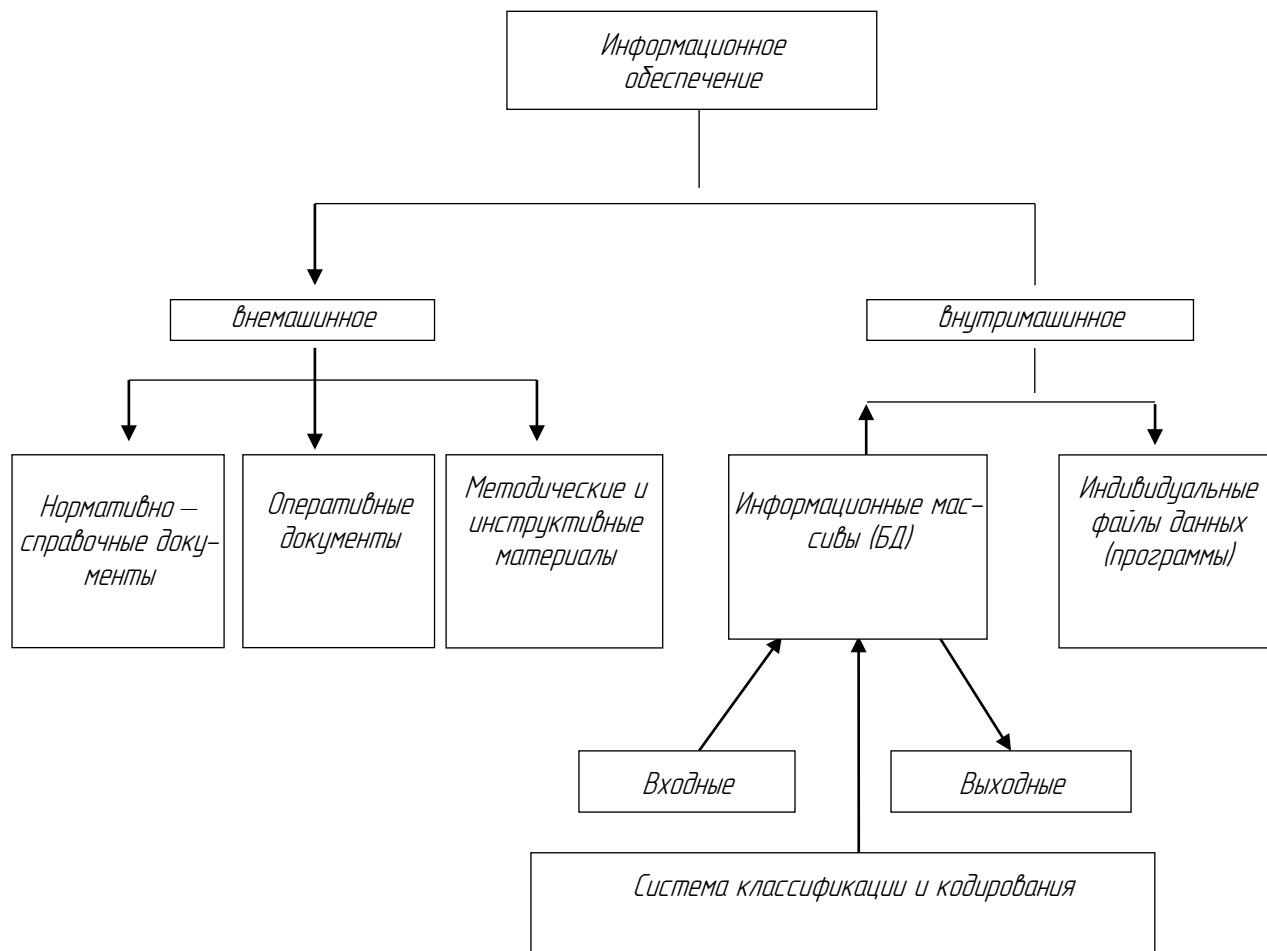 Информационное
обеспечение
внемашинное
внутримашинное
Нормативно –
справочные доку-
менты
Оперативные
документы
Методические и
инструктивные
материалы
Информационные мас-
сивы (БД)
Индивидуальные
файлы данных
(программы)
Входные
Выходные
Система классификации и кодирования